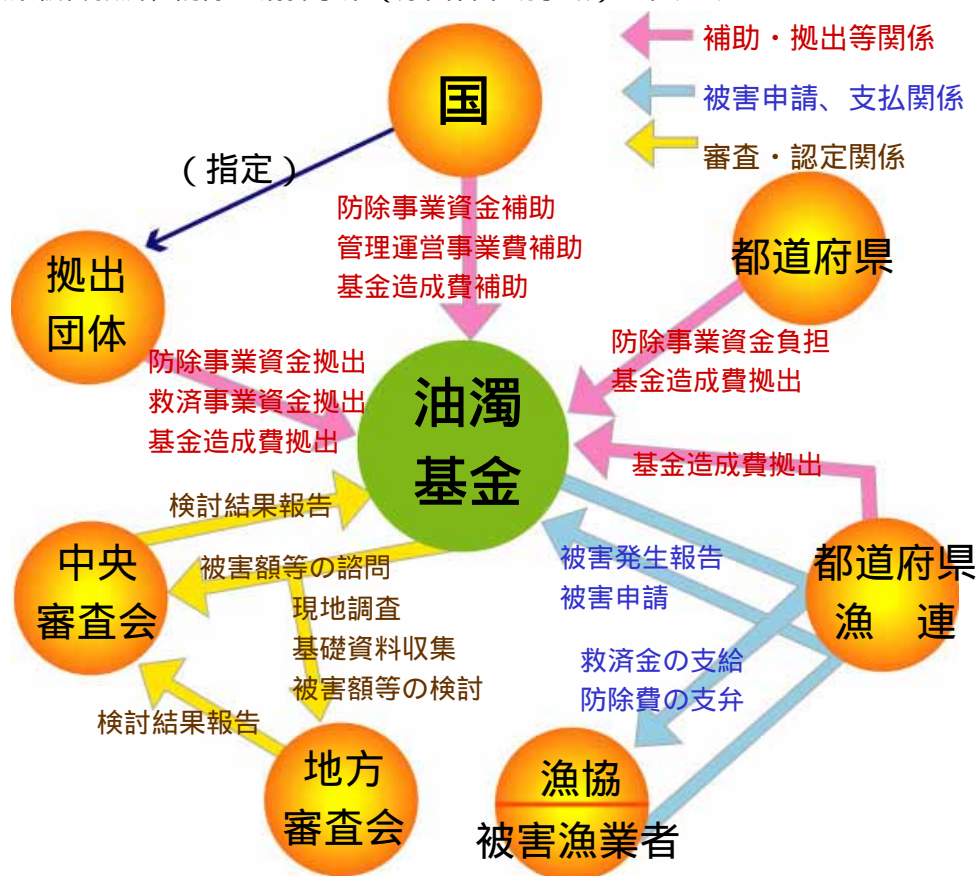 国
補助・拠出等関係
被害申請、支払関係
審査・認定関係
(指定)
防除事業資金補助
管理運営事業費補助
基金造成費補助
都道府県
拠出
団体
防除事業資金負担
基金造成費拠出
防除事業資金拠出
救済事業資金拠出
基金造成費拠出
油濁
基金
基金造成費拠出
検討結果報告
中央
審査会
被害額等の諮問
現地調査
基礎資料収集
被害額等の検討
被害発生報告
被害申請
都道府県
漁 連
救済金の支給
防除費の支弁
検討結果報告
地方
審査会
漁協
被害漁業者